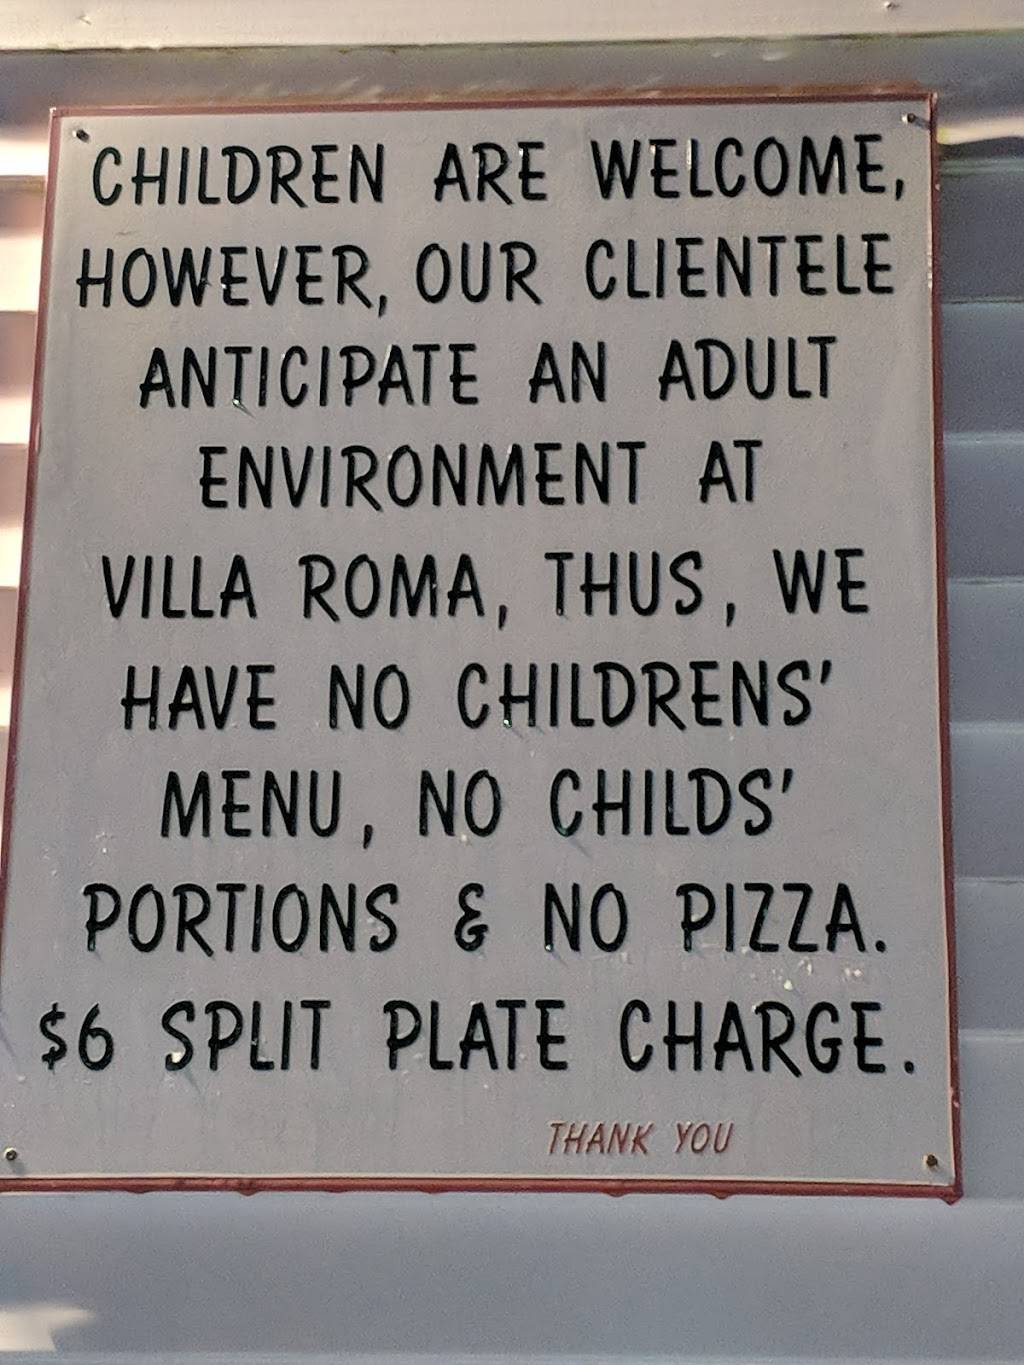 CHILDREN ARE WELCOME,
HOWEVER, OUR CLIENTELE
ANTICIPATE AN ADULT
ENVIRONMENT AT
VILLA ROMA, THUS, WE
HAVE NO CHILDRENS'
MENU, NO CHILDS'
PORTIONS & NO PIZZA.
$6 SPLIT PLATE CHARGE.
THANK YOU